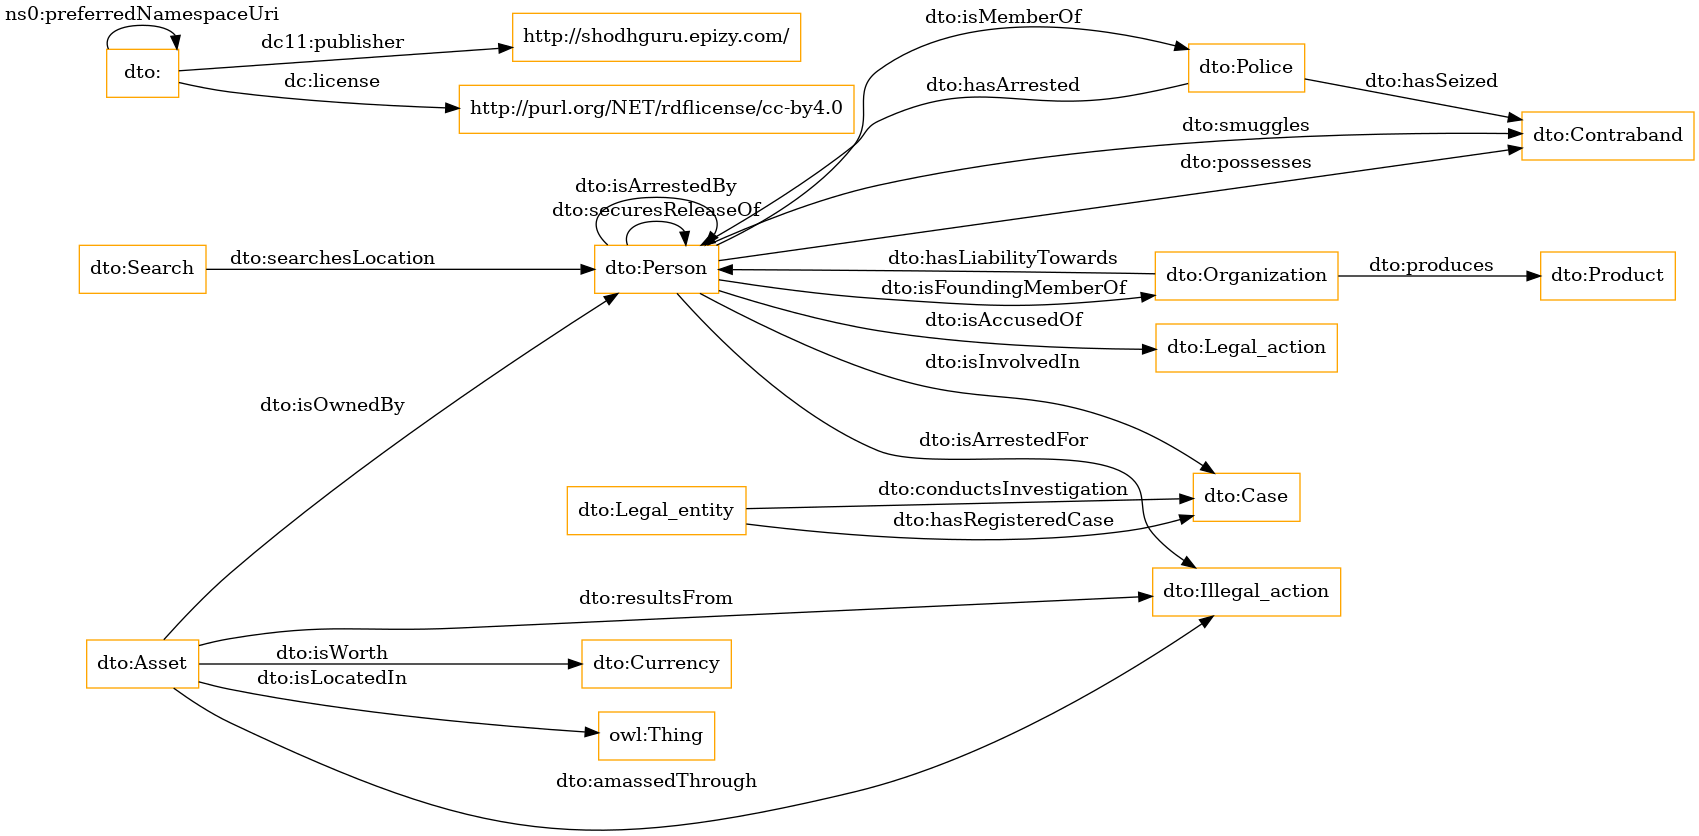 ns0:preferredNamespaceUri
dto:isMemberOf
dc11:publisher
http://shodhguru.epizy.com/
dto:
dto:Police
dc:license
dto:hasArrested
dto:hasSeized
http://purl.org/NET/rdflicense/cc-by4.0
dto:smuggles
dto:Contraband
dto:possesses
dto:isArrestedBy
dto:securesReleaseOf
dto:Search
dto:searchesLocation
dto:Person
dto:hasLiabilityTowards
dto:Organization
dto:produces
dto:Product
dto:isFoundingMemberOf
dto:isAccusedOf
dto:Legal_action
dto:isInvolvedIn
dto:isOwnedBy
dto:isArrestedFor
dto:conductsInvestigation
dto:Case
dto:Legal_entity
dto:hasRegisteredCase
dto:Illegal_action
dto:resultsFrom
dto:Asset
dto:isWorth
dto:Currency
dto:isLocatedIn
owl:Thing
dto:amassedThrough